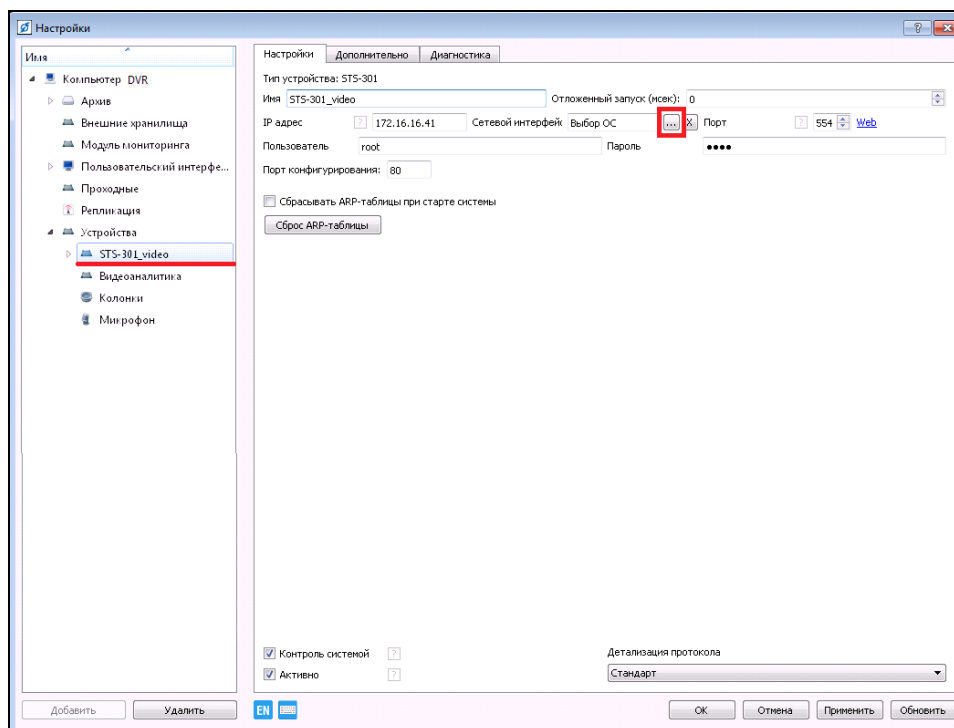 Настройки
Имя
Компьютер DVR
Архив
Внешние хранилища
Модуль мониторинга
Пользовательский интерфе...
Проходные
Репликация
Устройства
STS-301_video
Видеоаналитика
Колонки
Микрофон
Добавить Удалить
Настройки Дополнительно Диагностика
Тип устройства: STS-301
Имя STS-301_video Отложенный запуск (мсек): 0
IP адрес ? 172.16.16.41 Сетевой интерфейс Выбор ОС ... X Порт ? 554 Web
Пользователь root Пароль ••••
Порт конфигурирования: 80
Сбрасывать ARP-таблицы при старте системы
Сброс ARP-таблицы
Контроль системой ? Детализация протокола
Активно ? Стандарт
EN ОК Отмена Применить Обновить